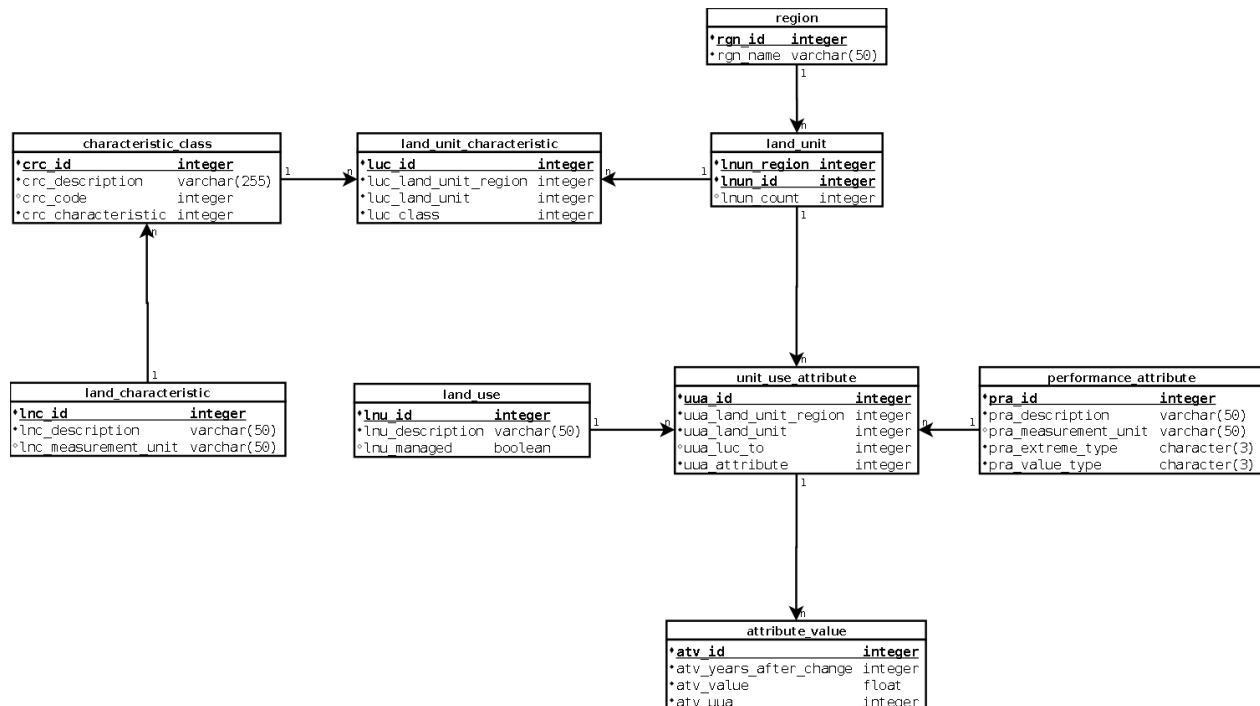 region
rgn_id integer
rgn_name varchar(50)
1
n
characteristic_class
crc_id integer
crc_description varchar(255)
crc_code integer
crc_characteristic integer
1
n
land_unit_characteristic
luc_id integer
luc_land_unit_region integer
luc_land_unit integer
luc_class integer
n
1
land_unit
lnun_region integer
lnun_id integer
lnun_count integer
1
n
n
1
land_characteristic
lnc_id integer
lnc_description varchar(50)
lnc_measurement_unit varchar(50)
land_use
lnu_id integer
lnu_description varchar(50)
lnu_managed boolean
1
n
unit_use_attribute
uua_id integer
uua_land_unit_region integer
uua_land_unit integer
uua_luc_to integer
uua_attribute integer
n
1
performance_attribute
pra_id integer
pra_description varchar(50)
pra_measurement_unit varchar(50)
pra_extreme_type character(3)
pra_value_type character(3)
1
n
attribute_value
atv_id integer
atv_years_after_change integer
atv_value float
atv_uua integer